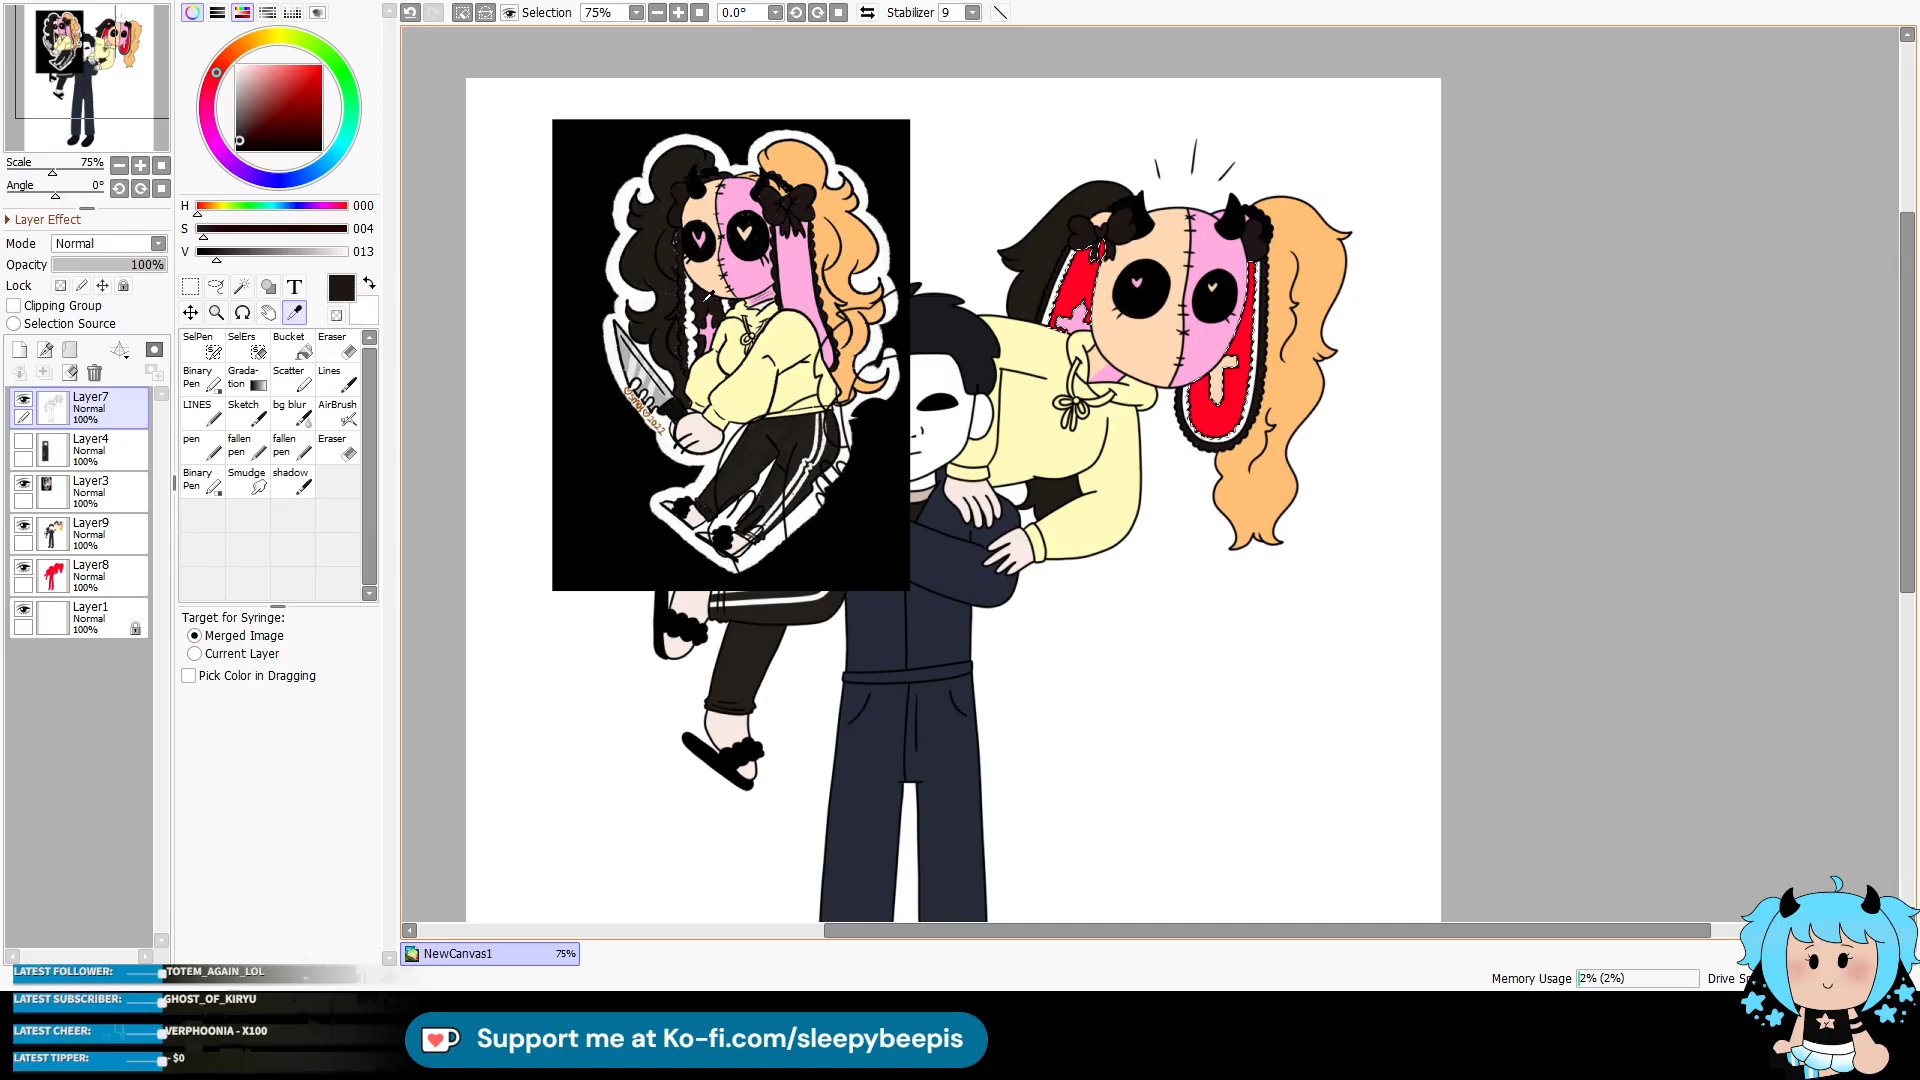 Selection 75% 0.0° Stabilizer 9
Scale 75%
Angle 0°
Layer Effect
Mode Normal
Opacity 100%
Lock
Clipping Group
Selection Source
Layer7
Normal
100%
Layer4
Normal
100%
Layer3
Normal
100%
Layer9
Normal
100%
Layer8
Normal
100%
Layer1
Normal
100%
H 000
S 004
V 013
T
SelPen SelErs Bucket Eraser
Binary Pen Grada-tion Scatter Lines
LINES Sketch bg blur AirBrush
pen fallen pen fallen pen Eraser
Binary Pen Smudge shadow
Target for Syringe:
Merged Image
Current Layer
Pick Color in Dragging
NewCanvas1 75%
Memory Usage 2% (2%)
LATEST FOLLOWER: TOTEM_AGAIN_LOL
LATEST SUBSCRIBER: GHOST_OF_KIRYU
LATEST CHEER: VERPHOONIA - X100
LATEST TIPPER: - $0
Support me at Ko-fi.com/sleepybeepis